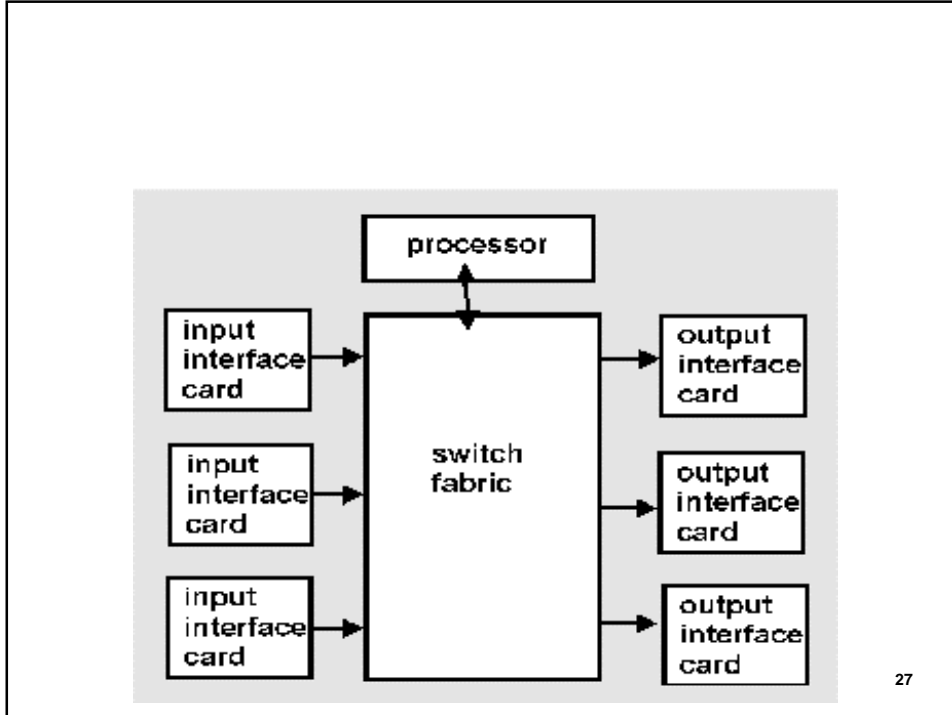 processor
input
interface
card
output
interface
card
switch
fabric
input
interface
card
output
interface
card
input
interface
card
output
interface
card
27